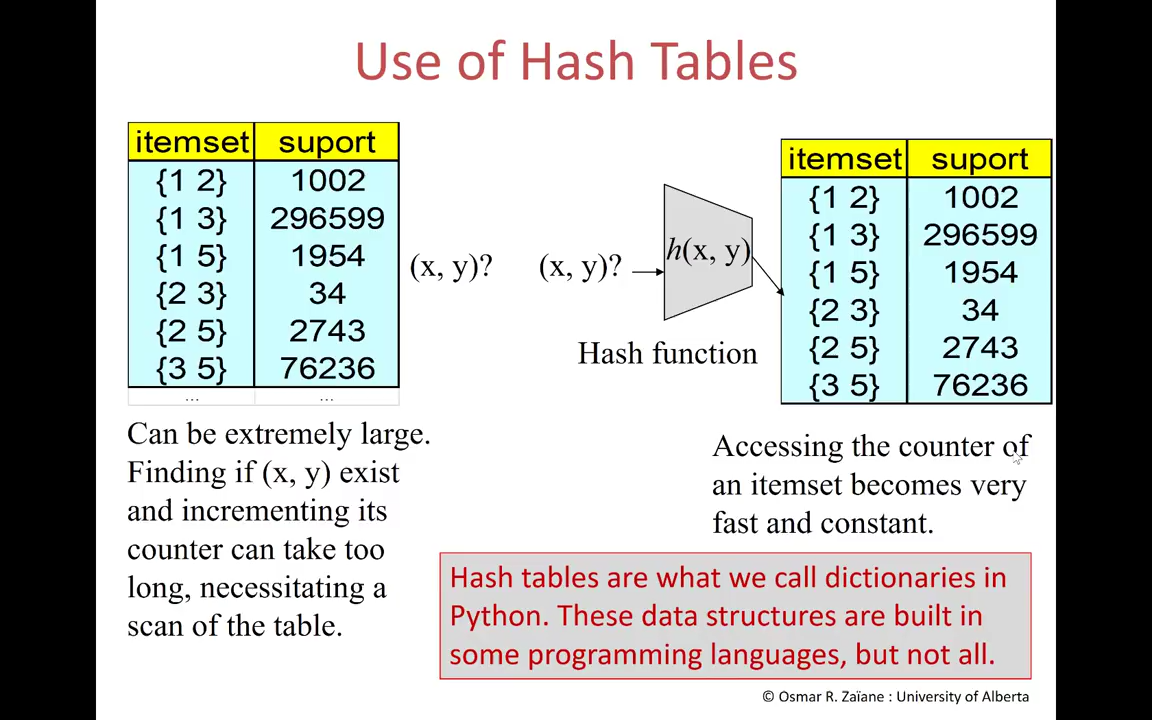 Use of Hash Tables
itemset suport
{1 2} 1002
{1 3} 296599
{1 5} 1954
{2 3} 34
{2 5} 2743
{3 5} 76236
... ...
(x, y)?
(x, y)?
h(x, y)
Hash function
itemset suport
{1 2} 1002
{1 3} 296599
{1 5} 1954
{2 3} 34
{2 5} 2743
{3 5} 76236
Can be extremely large.
Finding if (x, y) exist
and incrementing its
counter can take too
long, necessitating a
scan of the table.
Accessing the counter of
an itemset becomes very
fast and constant.
Hash tables are what we call dictionaries in
Python. These data structures are built in
some programming languages, but not all.
© Osmar R. Zaïane : University of Alberta